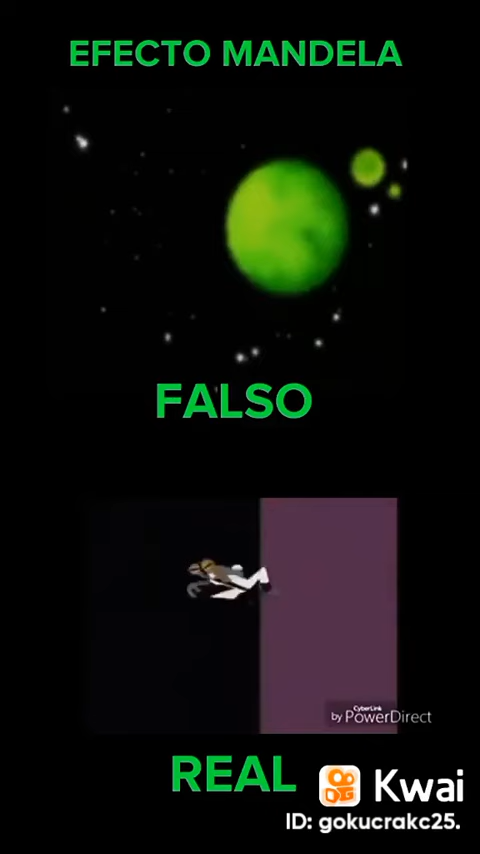 EFECTO MANDELA
FALSO
CyberLink
by PowerDirect
REAL
Kwai
ID: gokucrakc25.